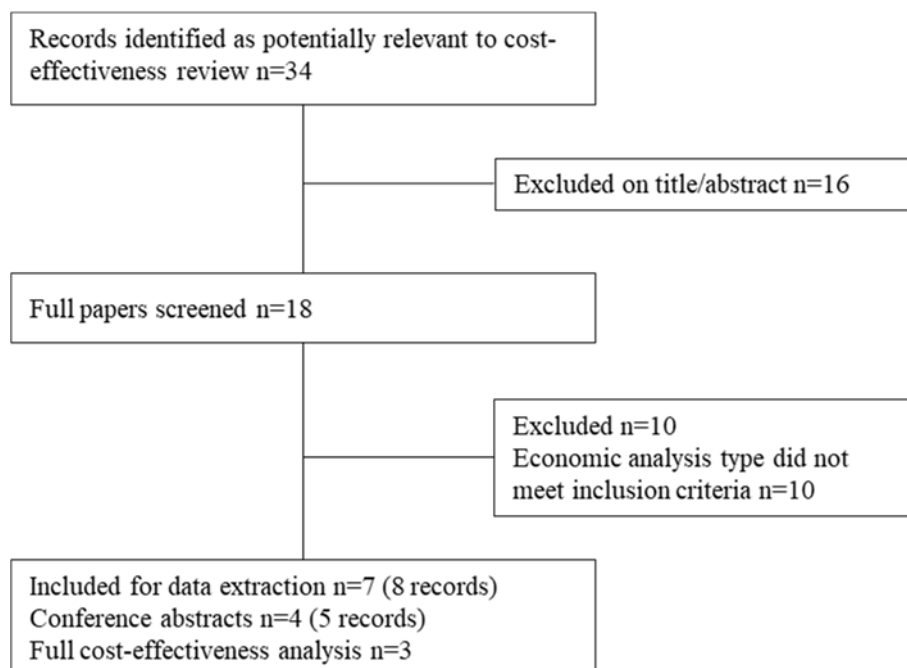 Records identified as potentially relevant to cost-
effectiveness review n=34
Excluded on title/abstract n=16
Full papers screened n=18
Excluded n=10
Economic analysis type did not
meet inclusion criteria n=10
Included for data extraction n=7 (8 records)
Conference abstracts n=4 (5 records)
Full cost-effectiveness analysis n=3